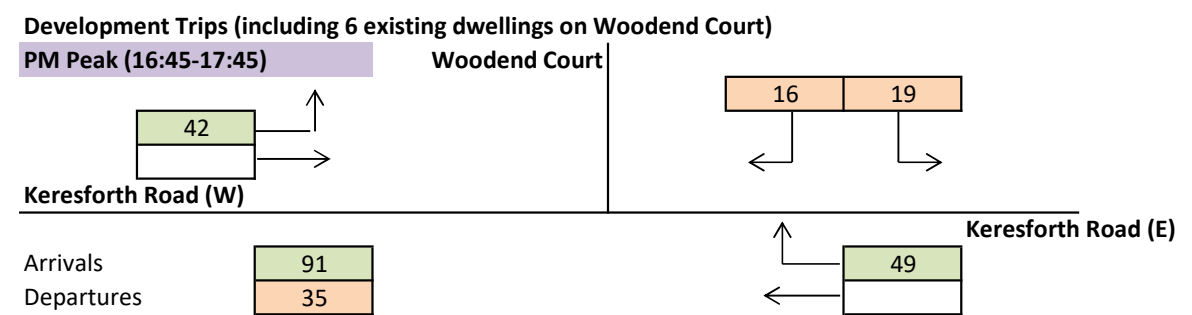 Development Trips (including 6 existing dwellings on Woodend Court)
PM Peak (16:45-17:45) Woodend Court
16 19
42
Keresforth Road (W)
Keresforth Road (E)
Arrivals 91 49
Departures 35